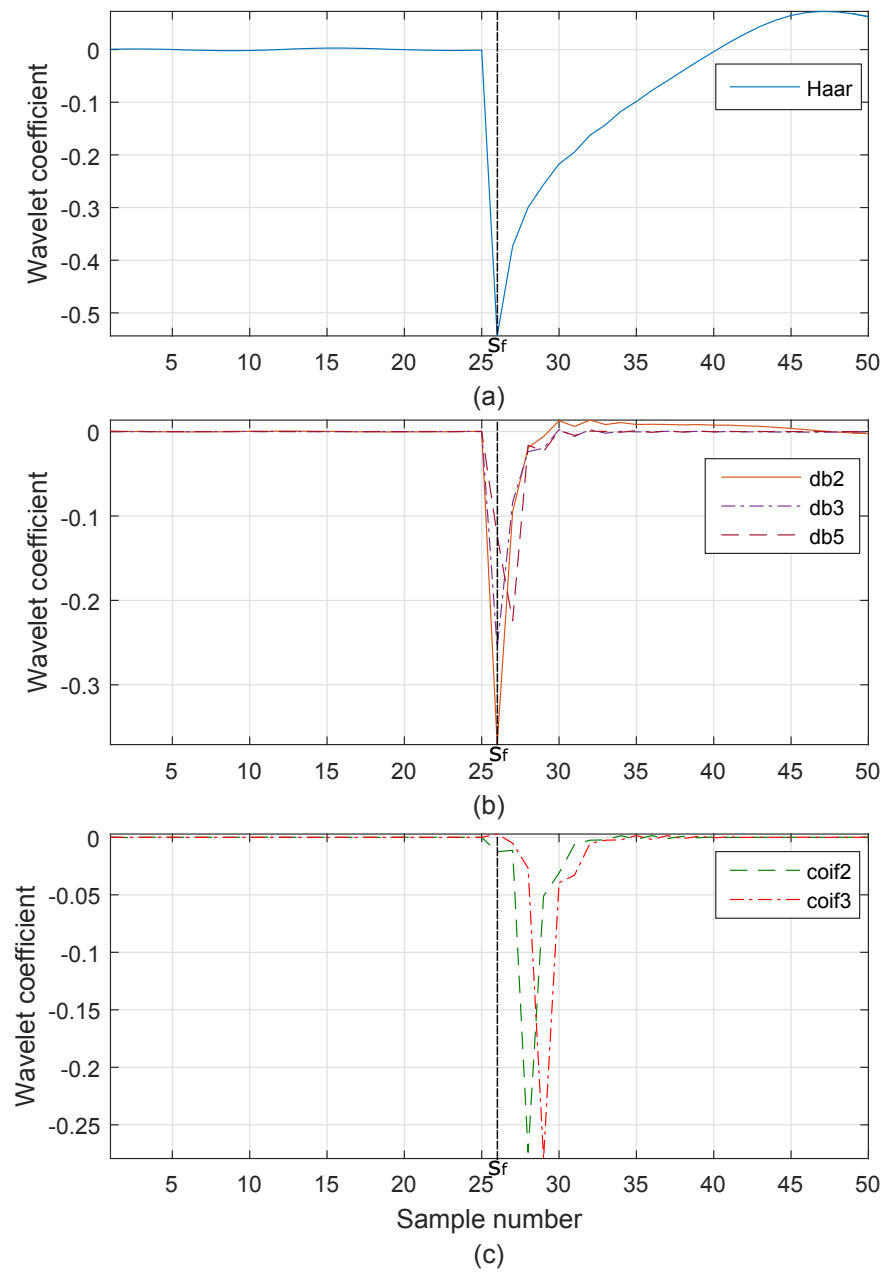 Wavelet coefficient
0
-0.1
-0.2
-0.3
-0.4
-0.5
Haar
5 10 15 20 25 30 35 40 45 50
Sf
(a)
Wavelet coefficient
0
-0.1
-0.2
-0.3
db2
db3
db5
5 10 15 20 25 30 35 40 45 50
Sf
(b)
Wavelet coefficient
0
-0.05
-0.1
-0.15
-0.2
-0.25
coif2
coif3
5 10 15 20 25 30 35 40 45 50
Sf
Sample number
(c)